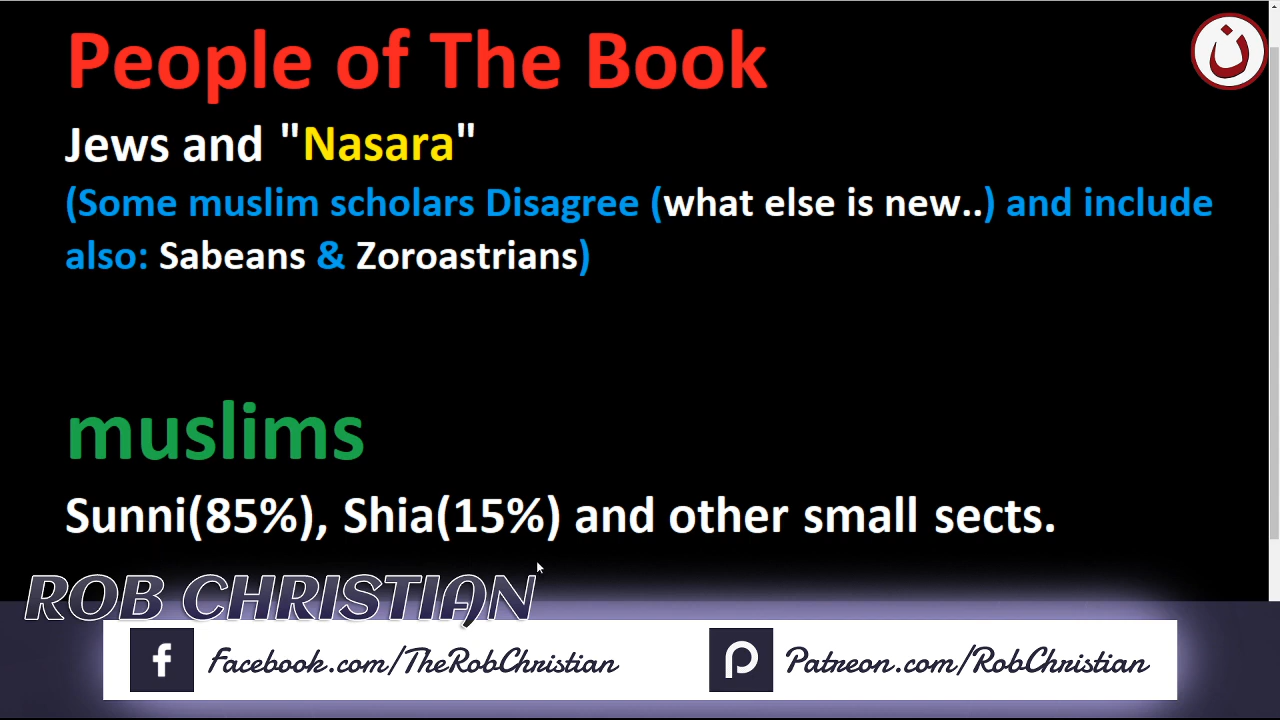 People of The Book
ن
Jews and "Nasara"
(Some muslim scholars Disagree (what else is new..) and include
also: Sabeans & Zoroastrians)
muslims
Sunni(85%), Shia(15%) and other small sects.
ROB CHRISTIAN
Facebook.com/TheRobChristian
Patreon.com/RobChristian